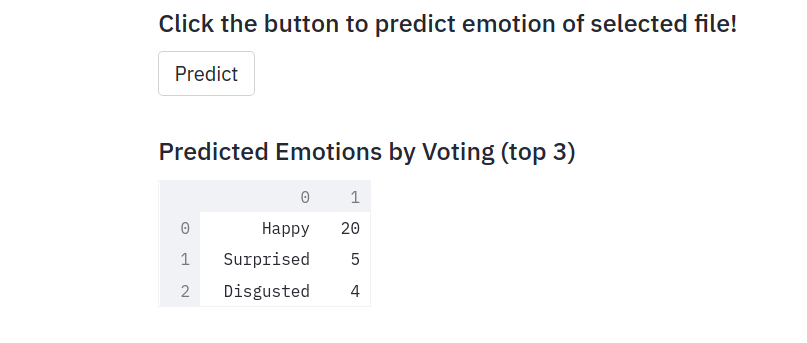 Click the button to predict emotion of selected file!
Predict
Predicted Emotions by Voting (top 3)
0 1
0 Happy 20
1 Surprised 5
2 Disgusted 4